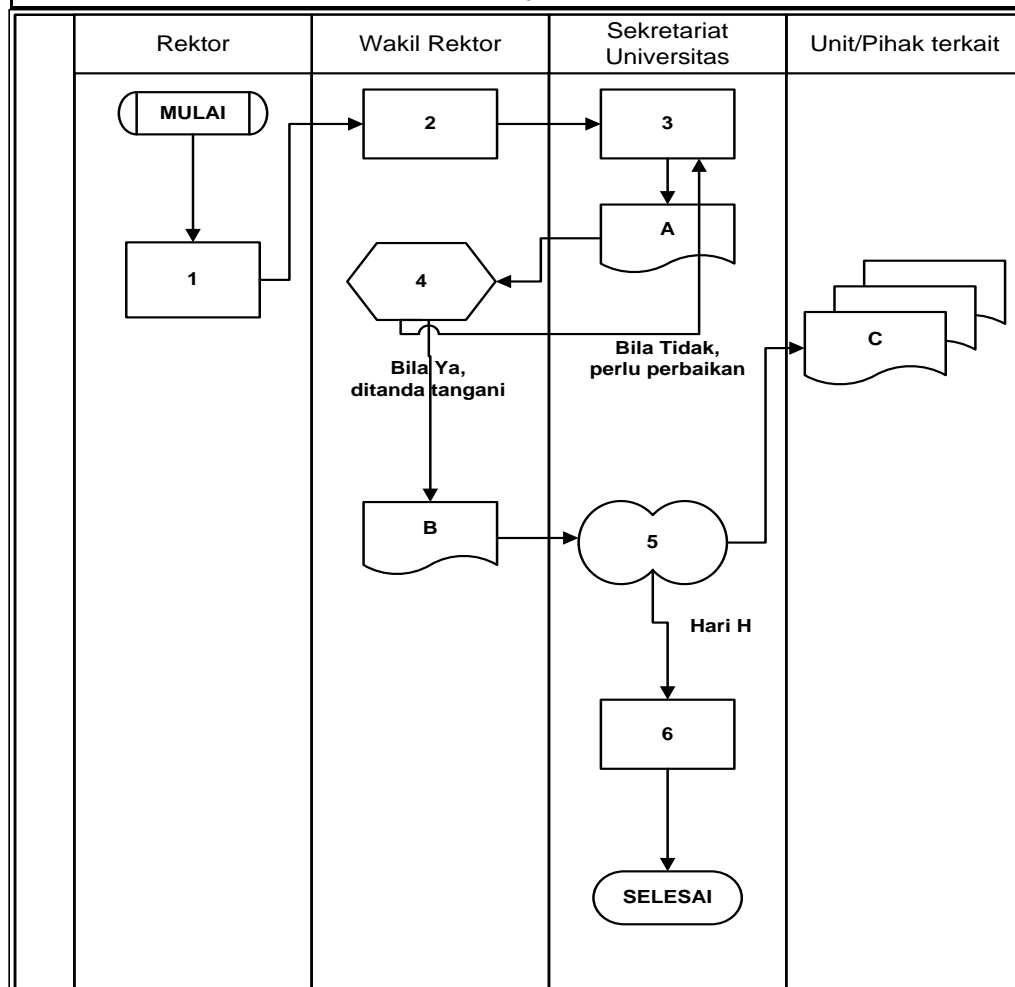 Rektor
Wakil Rektor
Sekretariat
Universitas
Unit/Pihak terkait
MULAI
2
3
A
1
4
C
Bila Ya,
ditanda tangani
Bila Tidak,
perlu perbaikan
B
5
Hari H
6
SELESAI